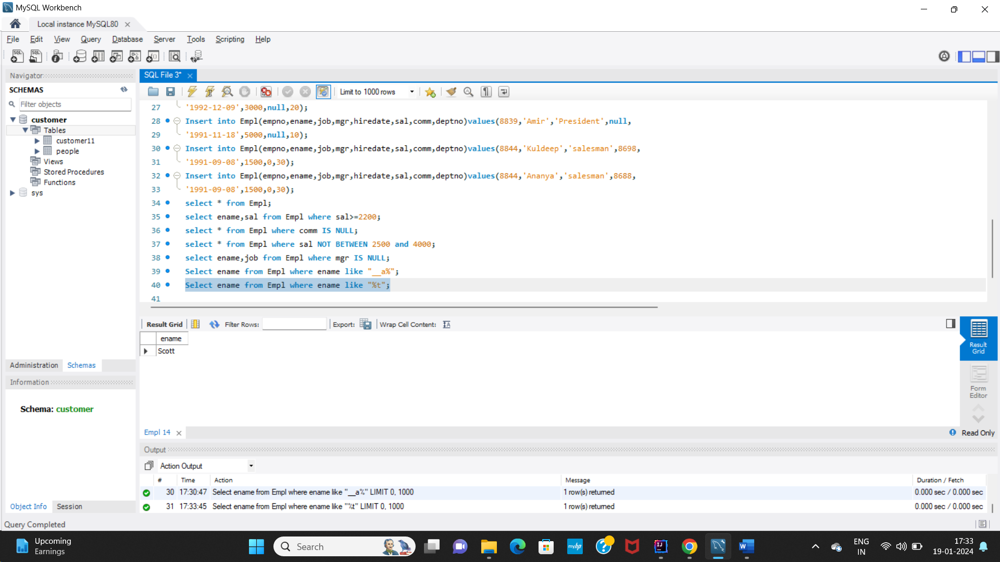 MySQL Workbench
Local instance MySQL80
File Edit View Query Database Server Tools Scripting Help
Navigator
SCHEMAS
Filter objects
customer
Tables
customer11
people
Views
Stored Procedures
Functions
sys
Administration Schemas
Information
Schema: customer
Object Info Session
Query Completed
SQL File 3*
Limit to 1000 rows
27 '1992-12-09',3000,null,20);
28 Insert into Empl(empno,ename,job,mgr,hiredate,sal,comm,deptno)values(8839,'Amir','President',null,
29 '1991-11-18',5000,null,10);
30 Insert into Empl(empno,ename,job,mgr,hiredate,sal,comm,deptno)values(8844,'Kuldeep','salesman',8698,
31 '1991-09-08',1500,0,30);
32 Insert into Empl(empno,ename,job,mgr,hiredate,sal,comm,deptno)values(8844,'Ananya','salesman',8688,
33 '1991-09-08',1500,0,30);
34 select * from Empl;
35 select ename,sal from Empl where sal>=2200;
36 select * from Empl where comm IS NULL;
37 select * from Empl where sal NOT BETWEEN 2500 and 4000;
38 select ename,job from Empl where mgr IS NULL;
39 Select ename from Empl where ename like "__a%";
40 Select ename from Empl where ename like "%t";
41
Result Grid Filter Rows: Export: Wrap Cell Content:
ename
Scott
Result
Grid
Form
Editor
Empl 14
Read Only
Output
Action Output
# Time Action Message Duration / Fetch
30 17:30:47 Select ename from Empl where ename like "__a%" LIMIT 0, 1000 1 row(s) returned 0.000 sec / 0.000 sec
31 17:33:45 Select ename from Empl where ename like "%t" LIMIT 0, 1000 1 row(s) returned 0.000 sec / 0.000 sec
Upcoming
Earnings
Search
ENG
IN
17:33
19-01-2024